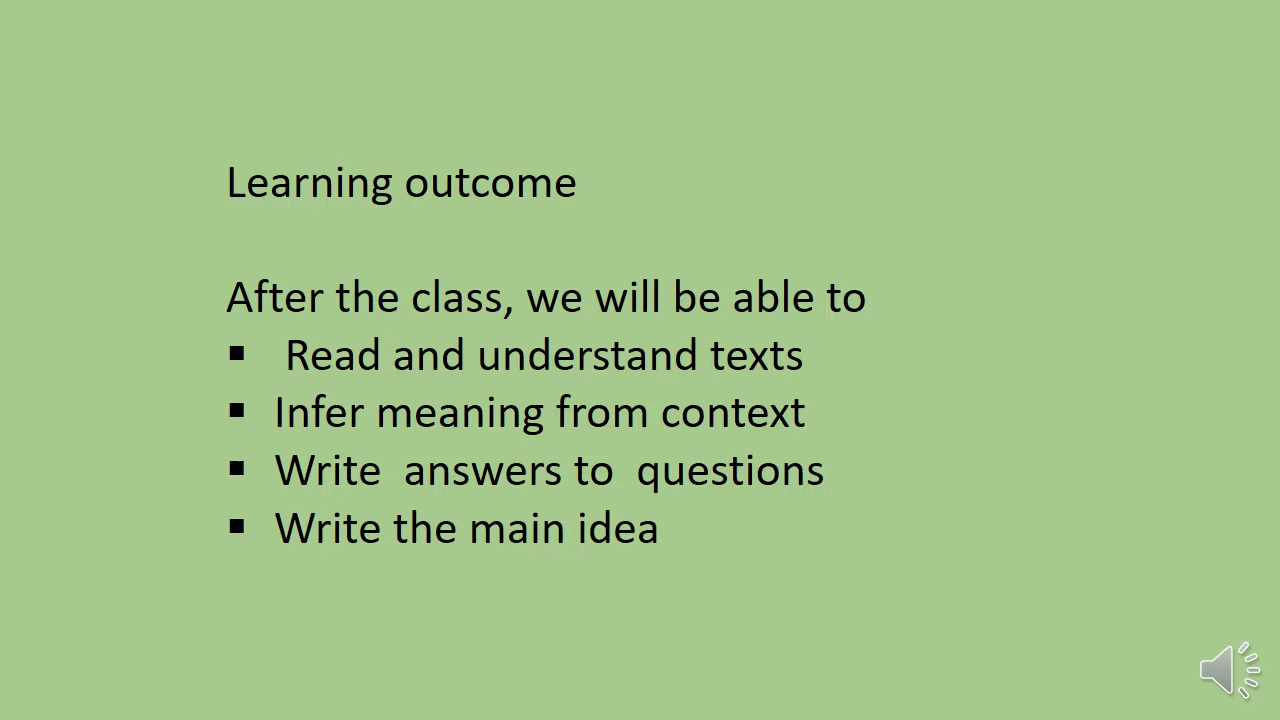 Learning outcome
After the class, we will be able to
▪ Read and understand texts
▪ Infer meaning from context
▪ Write answers to questions
▪ Write the main idea